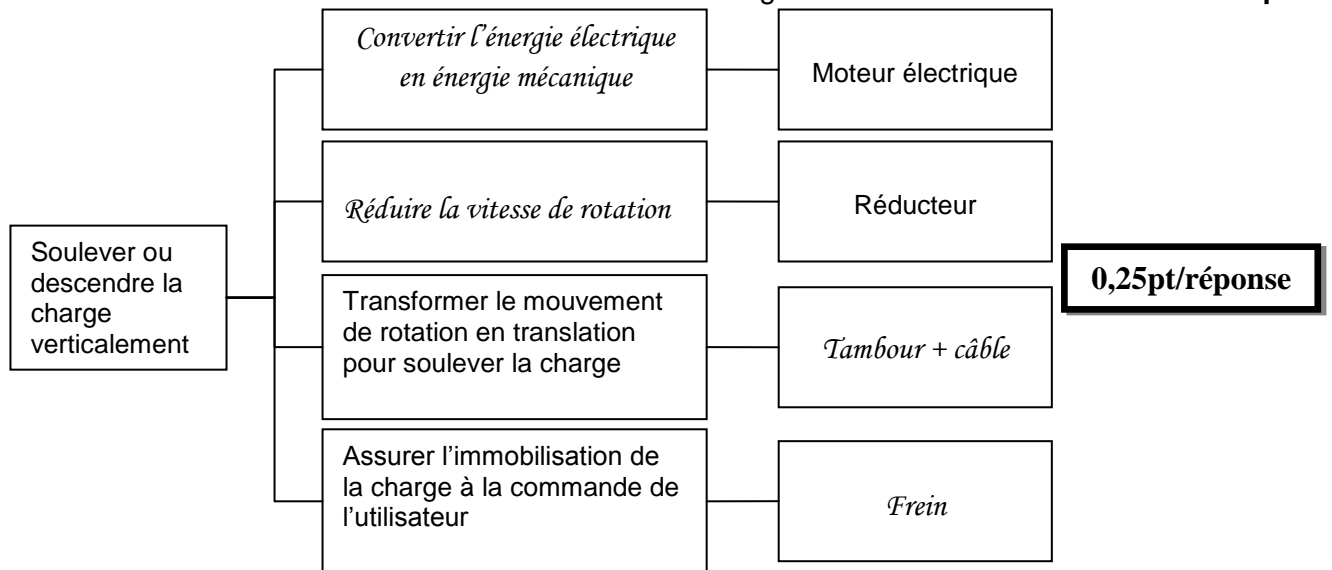 Convertir l'énergie électrique
en énergie mécanique
Moteur électrique
Réduire la vitesse de rotation
Réducteur
Soulever ou
descendre la
charge
verticalement
0,25pt/réponse
Transformer le mouvement
de rotation en translation
pour soulever la charge
Tambour + câble
Assurer l'immobilisation de
la charge à la commande de
l'utilisateur
Frein